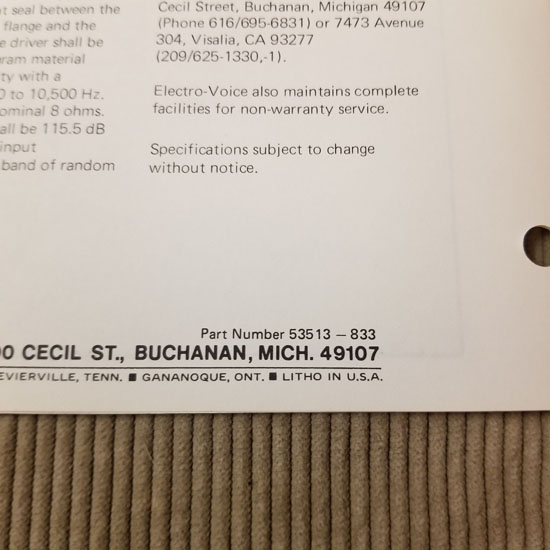 t seal between the
flange and the
e driver shall be
ram material
ty with a
0 to 10,500 Hz.
ominal 8 ohms.
all be 115.5 dB
input
band of random
Cecil Street, Buchanan, Michigan 49107
(Phone 616/695-6831) or 7473 Avenue
304, Visalia, CA 93277
(209/625-1330,-1).
Electro-Voice also maintains complete
facilities for non-warranty service.
Specifications subject to change
without notice.
Part Number 53513 – 833
00 CECIL ST., BUCHANAN, MICH. 49107
EVIERVILLE, TENN. ■ GANANOQUE, ONT. ■ LITHO IN U.S.A.